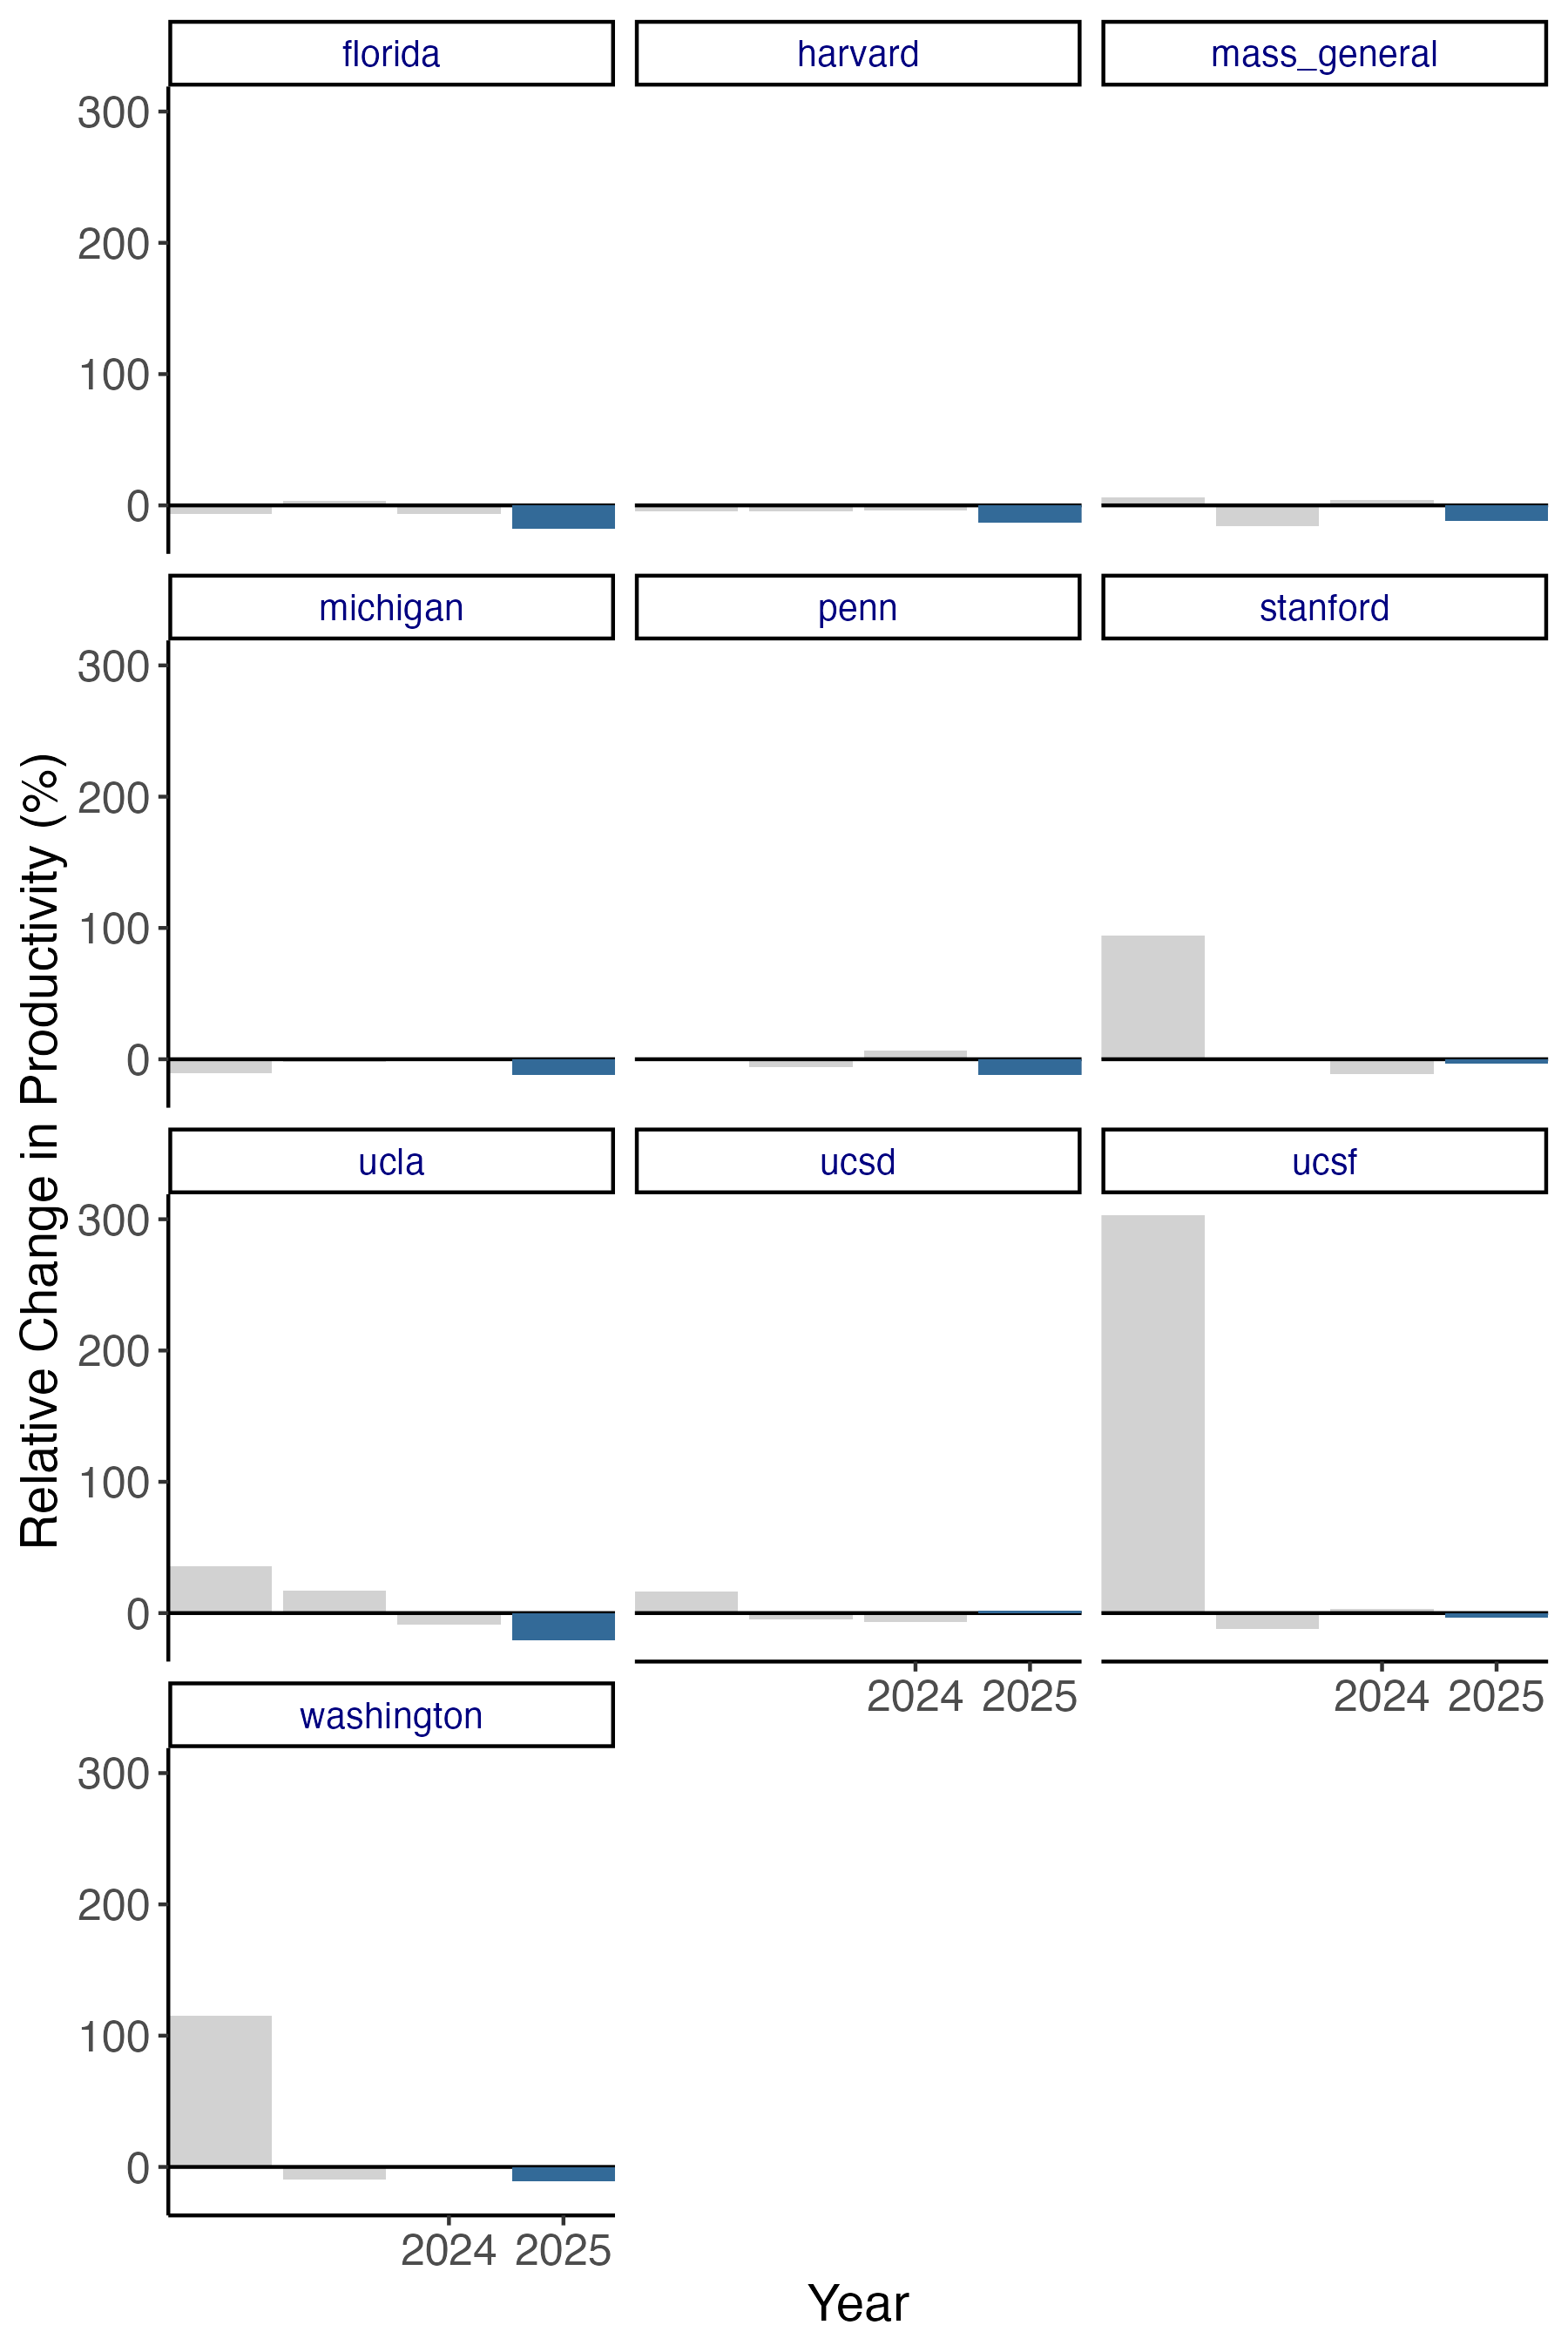 florida harvard mass_general
300
200
100
0
michigan penn stanford
300
200
100
0
Relative Change in Productivity (%)
ucla ucsd ucsf
300
200
100
0
2024 2025 2024 2025
washington
300
200
100
0
2024 2025
Year